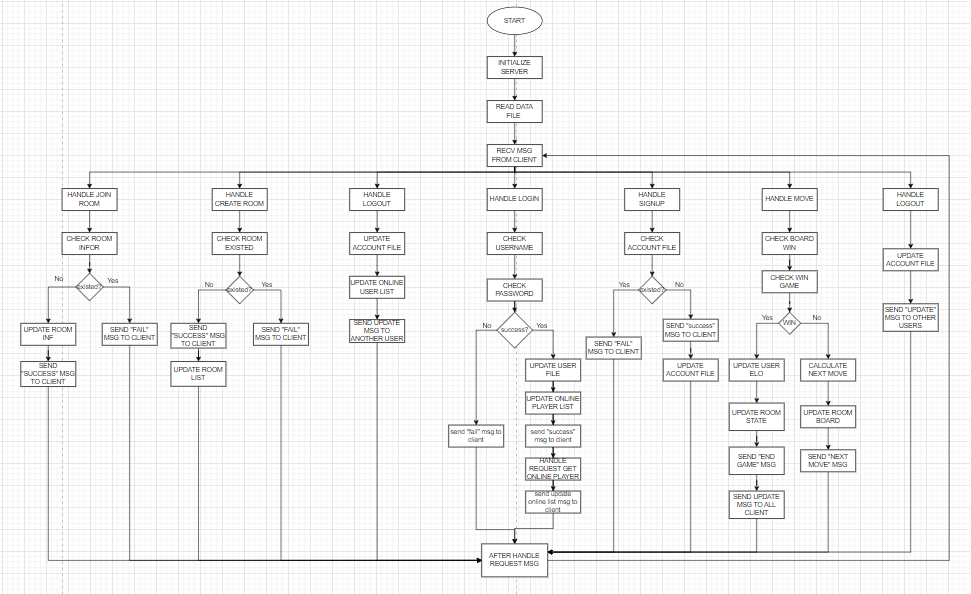 START
INITIALIZE
SERVER
READ DATA
FILE
RECV MSG
FROM CLIENT
HANDLE JOIN
ROOM
HANDLE
CREATE ROOM
HANDLE
LOGOUT
HANDLE LOGIN
HANDLE
SIGNUP
HANDLE MOVE
HANDLE
LOGOUT
CHECK ROOM
INFOR
CHECK ROOM
EXISTED
UPDATE
ACCOUNT FILE
CHECK
USERNAME
CHECK
ACCOUNT FILE
CHECK BOARD
WIN
UPDATE
ACCOUNT FILE
No
existed?
Yes
No
existed?
Yes
UPDATE ONLINE
USER LIST
CHECK
PASSWORD
Yes
existed?
No
CHECK WIN
GAME
UPDATE ROOM
INF
SEND "FAIL"
MSG TO CLIENT
SEND
"SUCCESS" MSG
TO CLIENT
SEND "FAIL"
MSG TO CLIENT
SEND UPDATE
MSG TO
ANOTHER USER
No
success?
Yes
SEND "FAIL"
MSG TO CLIENT
SEND "success"
MSG TO CLIENT
Yes
WIN
No
SEND "UPDATE"
MSG TO OTHER
USERS
SEND
"SUCCESS" MSG
TO CLIENT
UPDATE ROOM
LIST
UPDATE USER
FILE
UPDATE
ACCOUNT FILE
UPDATE USER
ELO
CALCULATE
NEXT MOVE
UPDATE ONLINE
PLAYER LIST
UPDATE ROOM
STATE
UPDATE ROOM
BOARD
send "fail" msg to
client
send "success"
msg to client
HANDLE
REQUEST GET
ONLINE PLAYER
SEND "END
GAME" MSG
SEND "NEXT
MOVE" MSG
send update
online list msg to
client
SEND UPDATE
MSG TO ALL
CLIENT
AFTER HANDLE
REQUEST MSG